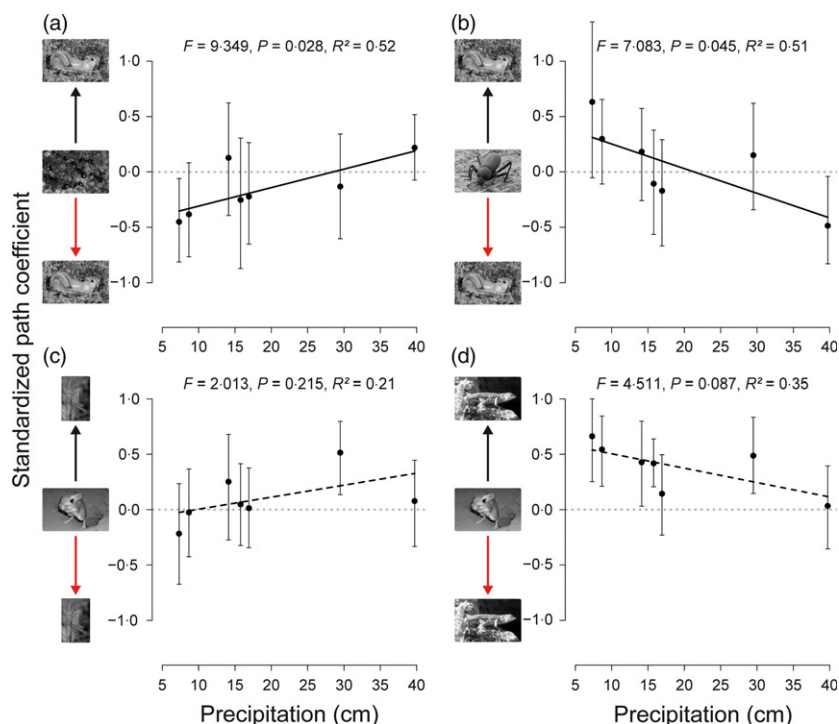 Standardized path coefficient
(a)
F = 9·349, P = 0·028, R² = 0·52
1·0
0·5
0·0
−0·5
−1·0
5 10 15 20 25 30 35 40
(b)
F = 7·083, P = 0·045, R² = 0·51
1·0
0·5
0·0
−0·5
−1·0
5 10 15 20 25 30 35 40
(c)
F = 2·013, P = 0·215, R² = 0·21
1·0
0·5
0·0
−0·5
−1·0
5 10 15 20 25 30 35 40
Precipitation (cm)
(d)
F = 4·511, P = 0·087, R² = 0·35
1·0
0·5
0·0
−0·5
−1·0
5 10 15 20 25 30 35 40
Precipitation (cm)